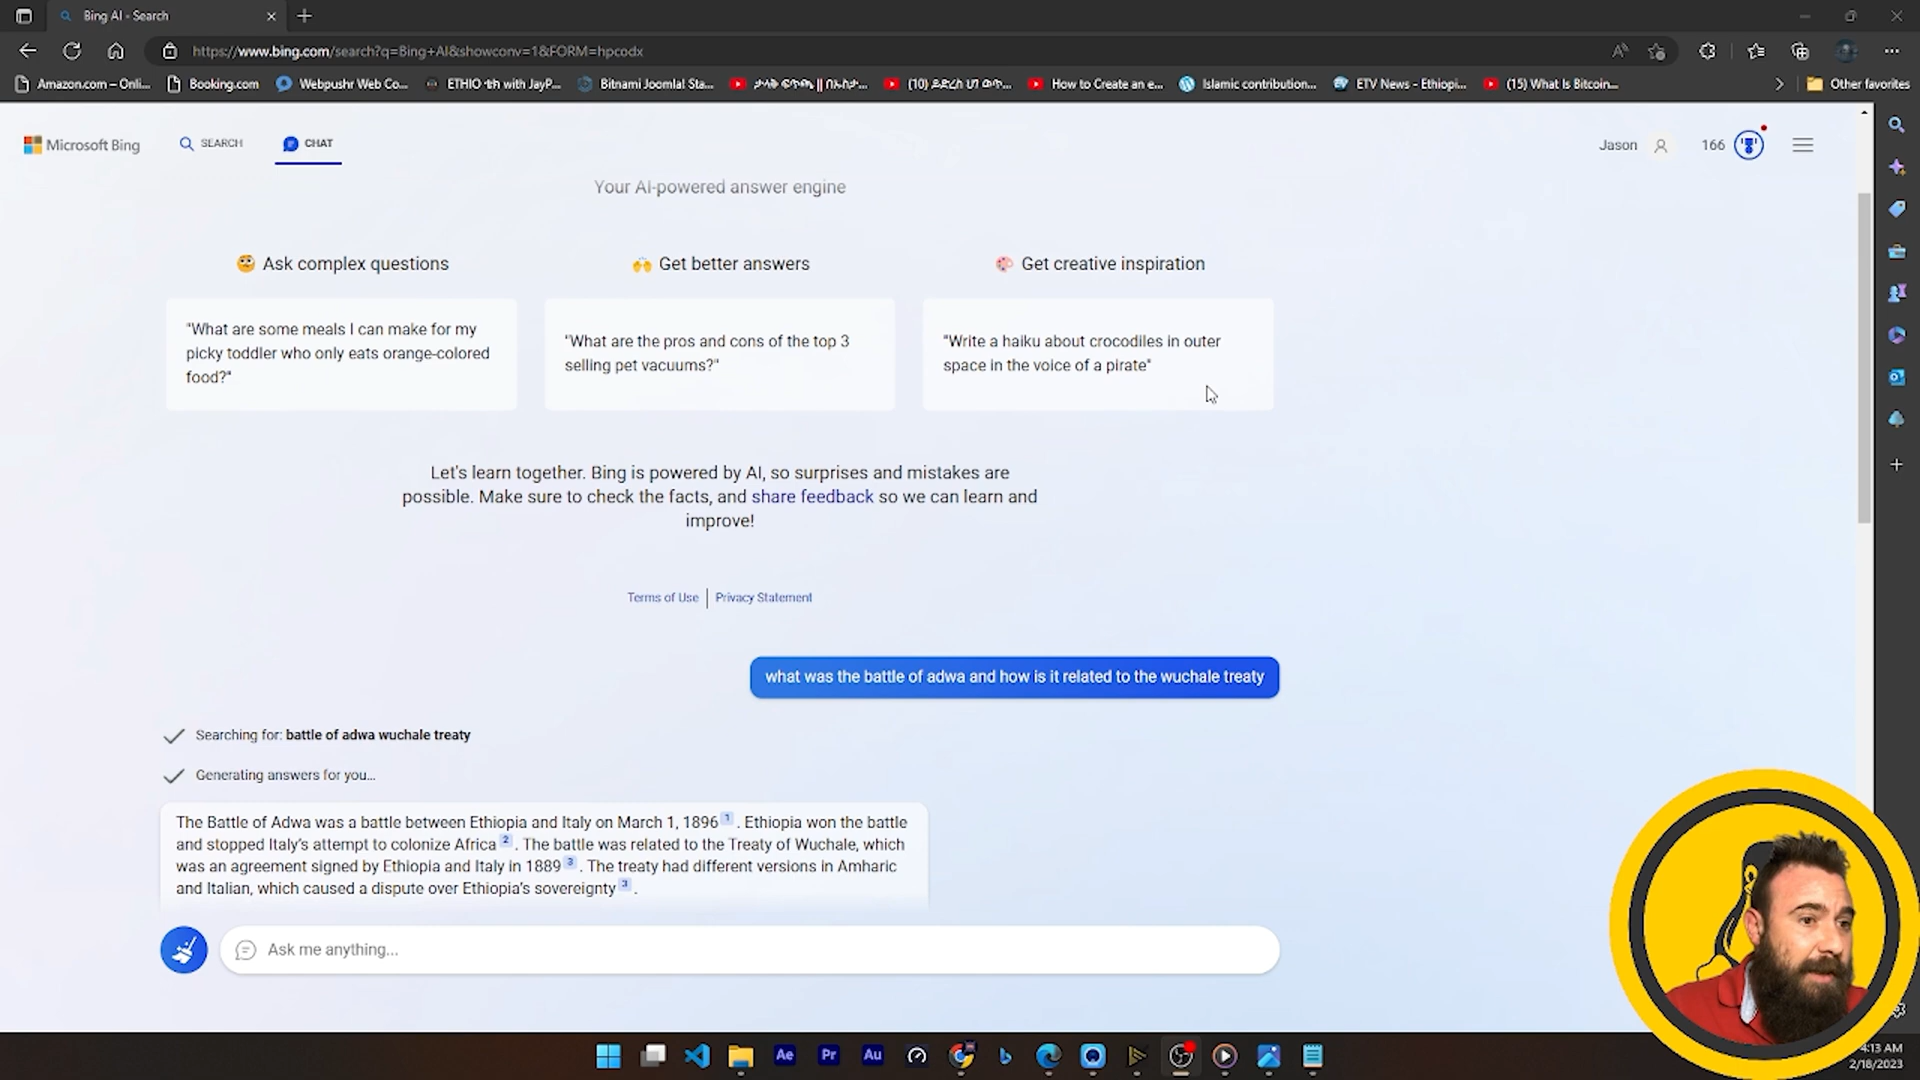 Bing AI - Search
https://www.bing.com/search?q=Bing+AI&showconv=1&FORM=hpcodx
Amazon.com – Onli...
Booking.com
Webpushr Web Co...
ETHIO ቴክ with JayP...
Bitnami Joomla! Sta...
(10)
How to Create an e...
Islamic contribution...
ETV News – Ethiopi...
(15) What Is Bitcoin...
Other favorites
Microsoft Bing
SEARCH
CHAT
Jason
166
Your AI-powered answer engine
Ask complex questions
"What are some meals I can make for my
picky toddler who only eats orange-colored
food?"
Get better answers
"What are the pros and cons of the top 3
selling pet vacuums?"
Get creative inspiration
"Write a haiku about crocodiles in outer
space in the voice of a pirate"
Let's learn together. Bing is powered by AI, so surprises and mistakes are
possible. Make sure to check the facts, and share feedback so we can learn and
improve!
Terms of Use
Privacy Statement
what was the battle of adwa and how is it related to the wuchale treaty
Searching for: battle of adwa wuchale treaty
Generating answers for you...
The Battle of Adwa was a battle between Ethiopia and Italy on March 1, 1896 1 . Ethiopia won the battle
and stopped Italy's attempt to colonize Africa 2 . The battle was related to the Treaty of Wuchale, which
was an agreement signed by Ethiopia and Italy in 1889 3 . The treaty had different versions in Amharic
and Italian, which caused a dispute over Ethiopia's sovereignty 3 .
Ask me anything...
Ae
Pr
Au
4:13 AM
2/18/2023